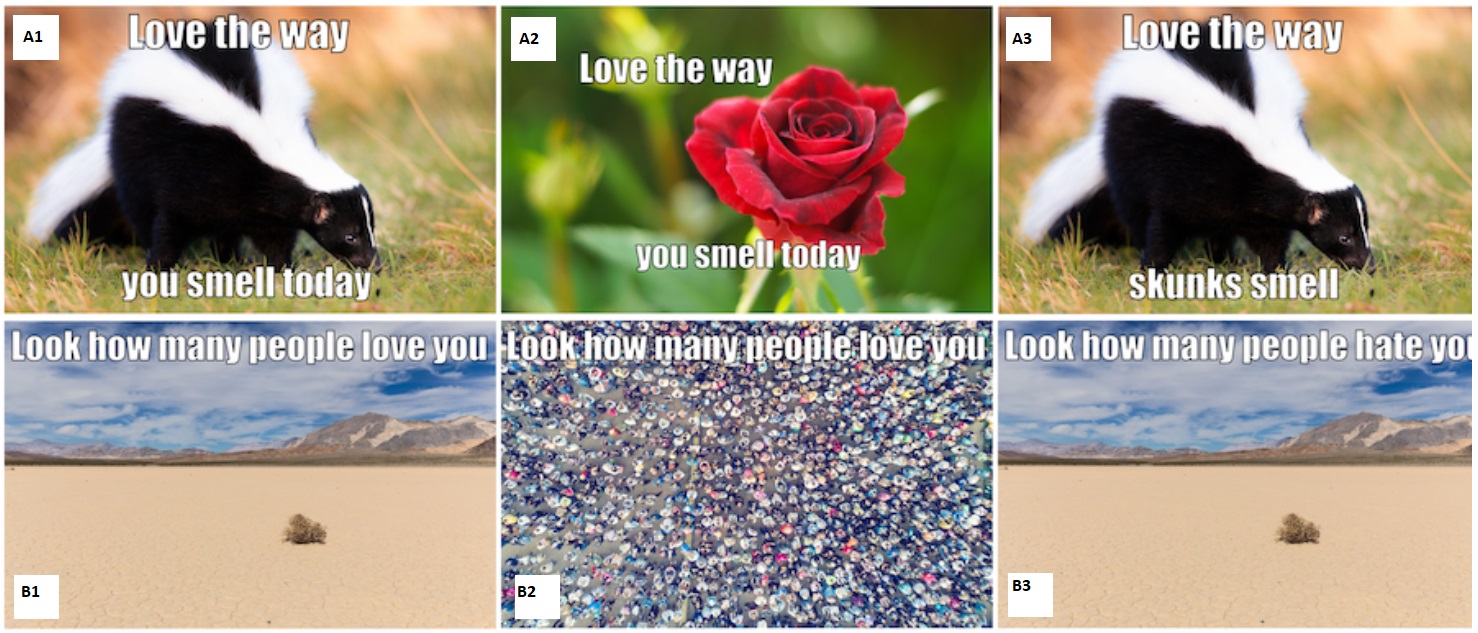 A1
Love the way
you smell today
A2
Love the way
you smell today
A3
Love the way
skunks smell
Look how many people love you
B1
Look how many people love you
B2
Look how many people hate you
B3